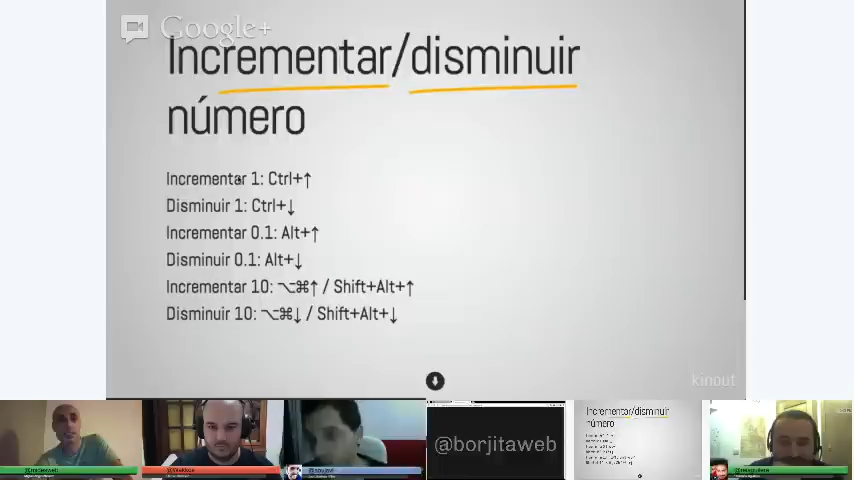 Google+
Incrementar/disminuir
número
Incrementar 1: Ctrl+↑
Disminuir 1: Ctrl+↓
Incrementar 0.1: Alt+↑
Disminuir 0.1: Alt+↓
Incrementar 10: ⌥⌘↑ / Shift+Alt+↑
Disminuir 10: ⌥⌘↓ / Shift+Alt+↓
kinout
@borjitaweb
Incrementar/disminuir
número